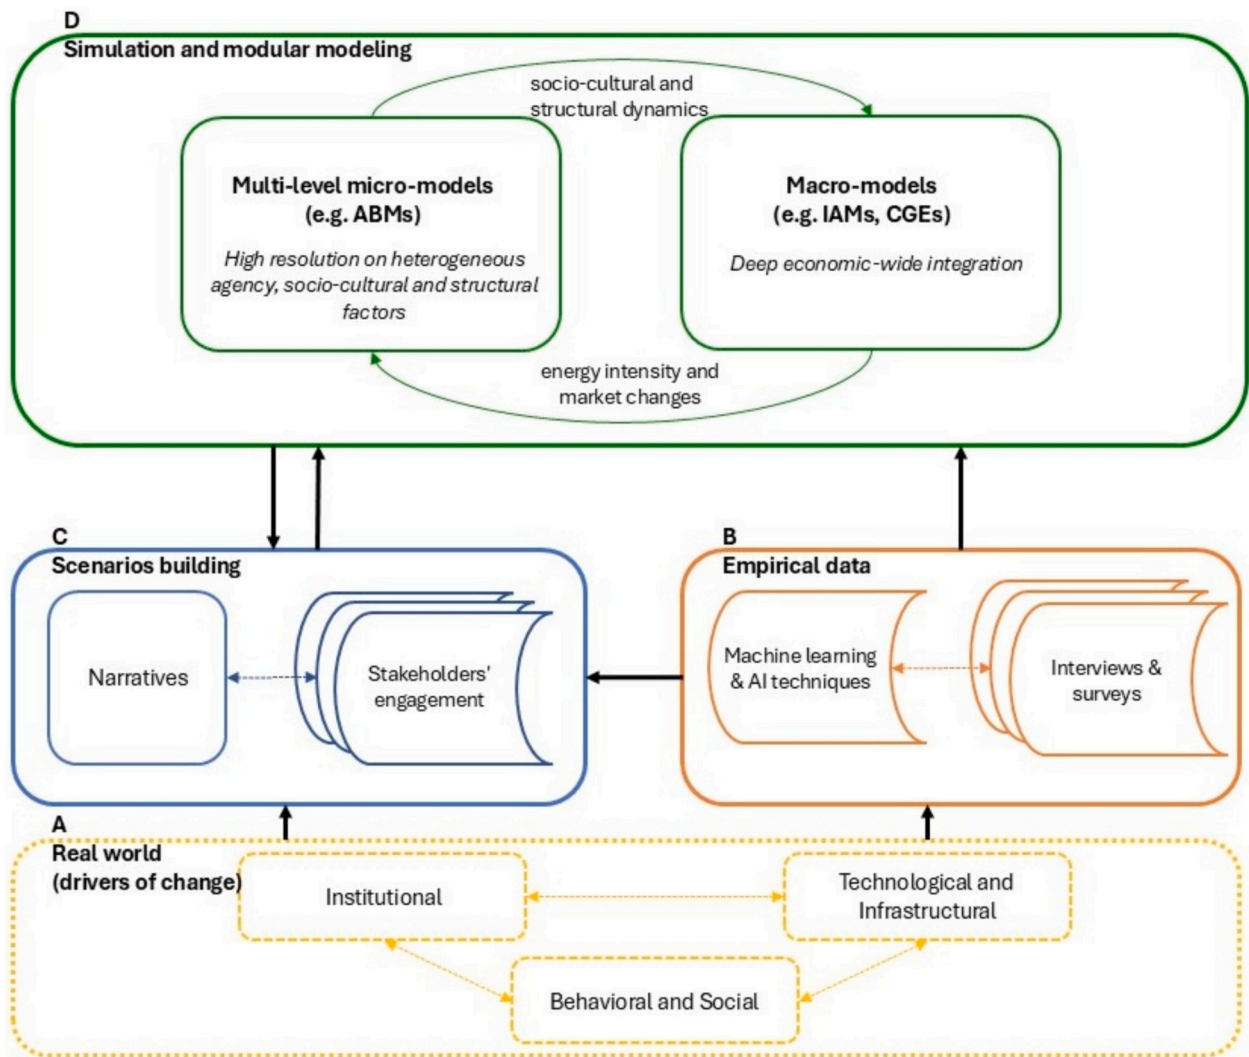 D
Simulation and modular modeling
socio-cultural and
structural dynamics
Multi-level micro-models
(e.g. ABMs)
High resolution on heterogeneous
agency, socio-cultural and structural
factors
Macro-models
(e.g. IAMs, CGEs)
Deep economic-wide integration
energy intensity and
market changes
C
Scenarios building
Narratives
Stakeholders'
engagement
B
Empirical data
Machine learning
& AI techniques
Interviews &
surveys
A
Real world
(drivers of change)
Institutional
Technological and
Infrastructural
Behavioral and Social